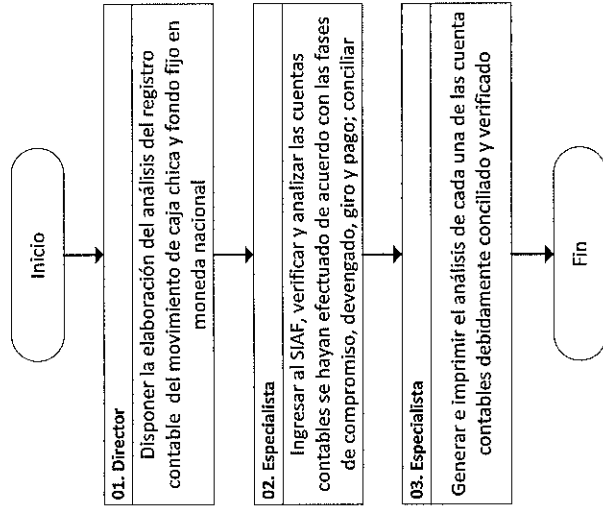 Inicio
01. Director
Disponer la elaboración del análisis del registro
contable del movimiento de caja chica y fondo fijo en
moneda nacional
02. Especialista
Ingresar al SIAF, verificar y analizar las cuentas
contables se hayan efectuado de acuerdo con las fases
de compromiso, devengado, giro y pago; conciliar
03. Especialista
Generar e imprimir el análisis de cada una de las cuenta
contables debidamente conciliado y verificado
Fin